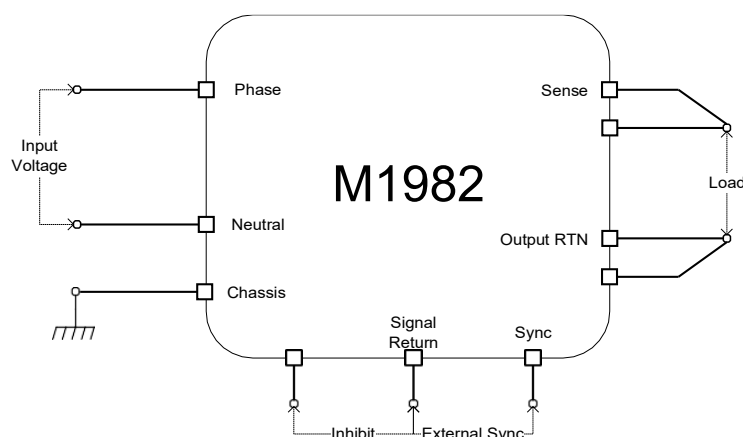 Phase
Sense
Input
Voltage
M1982
Load
Neutral
Output RTN
Chassis
Signal
Return
Sync
Inhibit
External Sync